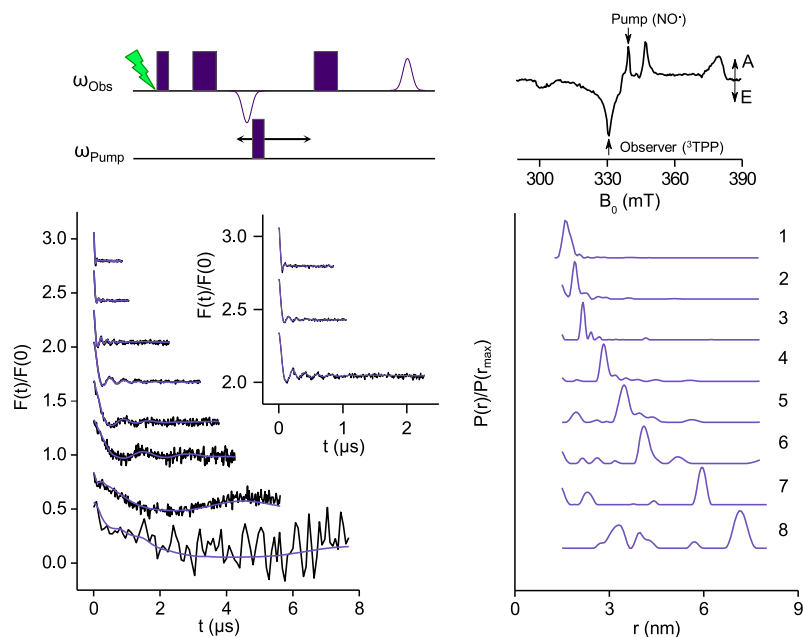 ω_Obs
ω_Pump
Pump (NO•)
A
E
Observer (³TPP)
300 330 360 390
B₀ (mT)
F(t)/F(0)
3.0
2.5
2.0
1.5
1.0
0.5
0.0
0 2 4 6 8
t (μs)
F(t)/F(0)
3.0
2.5
2.0
0 1 2
t (μs)
P(r)/P(r_max)
1
2
3
4
5
6
7
8
0 3 6 9
r (nm)